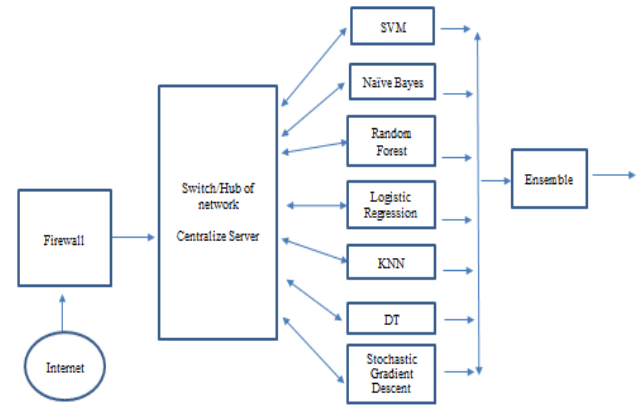 SVM
Naïve Bayes
Random
Forest
Switch/Hub of
network
Centralize Server
Logistic
Regression
Ensemble
Firewall
KNN
DT
Stochastic
Gradient
Descent
Internet